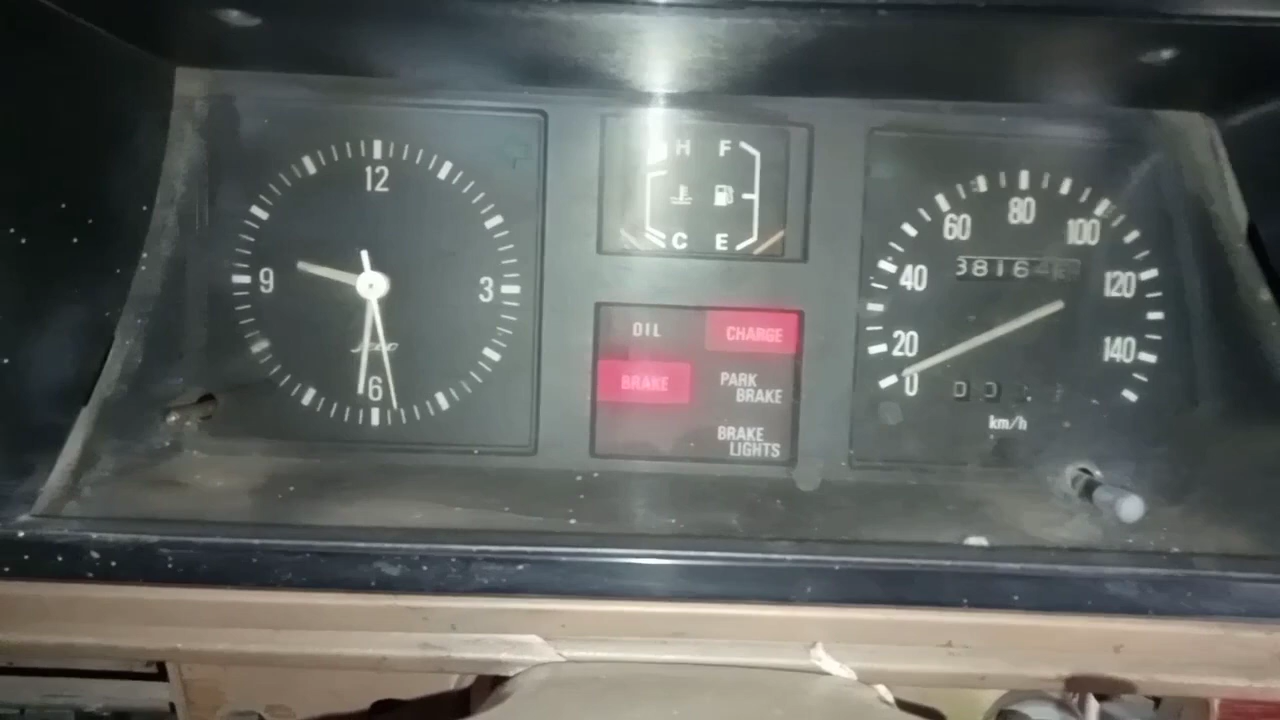 12
9
3
6
H F
C E
OIL CHARGE
BRAKE PARK
BRAKE
BRAKE
LIGHTS
80
60 100
40 120
20 140
0
km/h